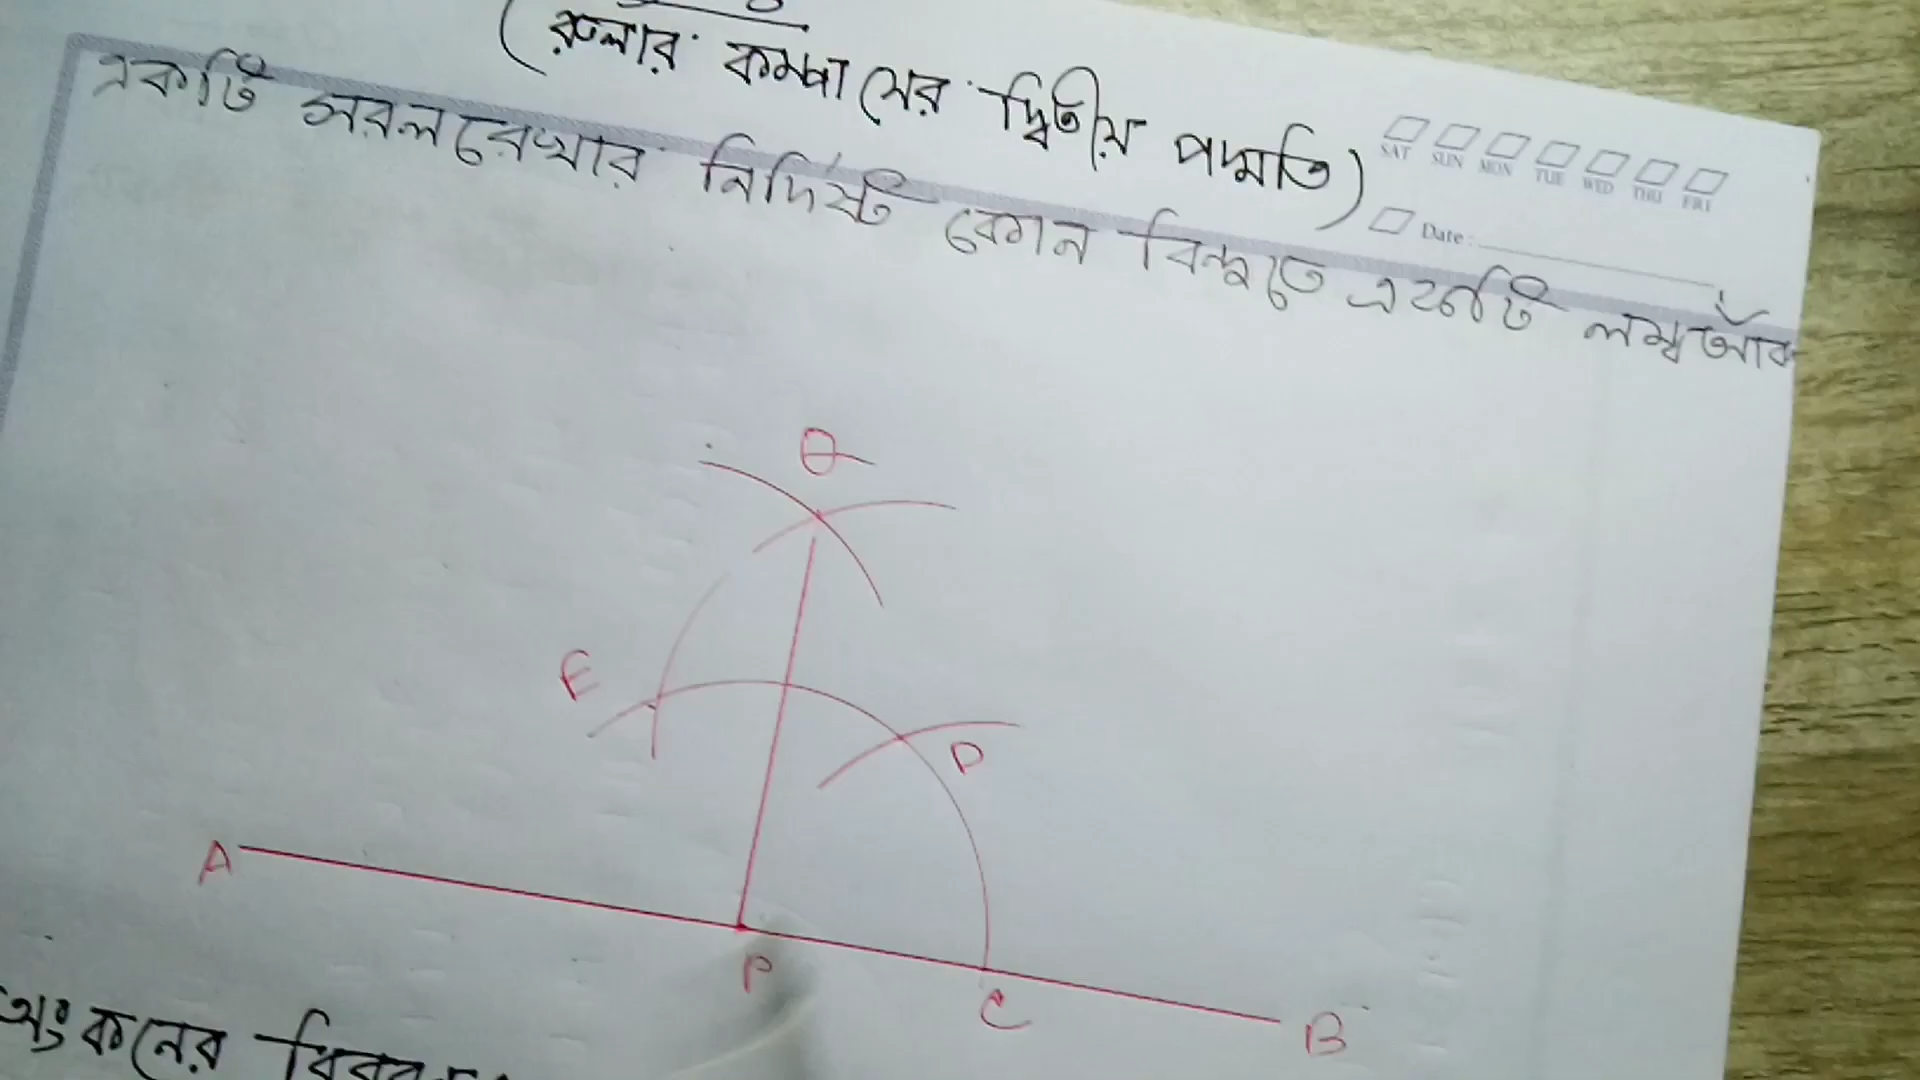 (রুলার কম্পাসের দ্বিতীয় পদ্ধতি)
SAT SUN MON TUE WED THU FRI
Date :
একটি সরলরেখার নির্দিষ্ট কোন বিন্দুতে একটি লম্ব আঁক
Q
E
D
A
P
C
B
অংকনের